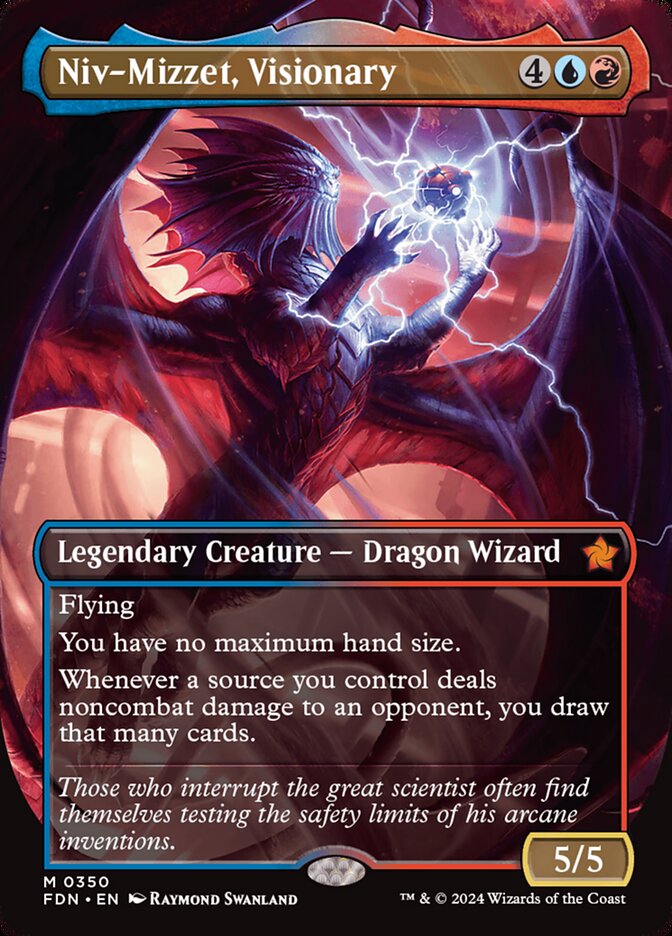 Niv-Mizzet, Visionary 4
Legendary Creature — Dragon Wizard
Flying
You have no maximum hand size.
Whenever a source you control deals
noncombat damage to an opponent, you draw
that many cards.
Those who interrupt the great scientist often find
themselves testing the safety limits of his arcane
inventions.
5/5
M 0350
FDN • EN Raymond Swanland
™ & © 2024 Wizards of the Coast